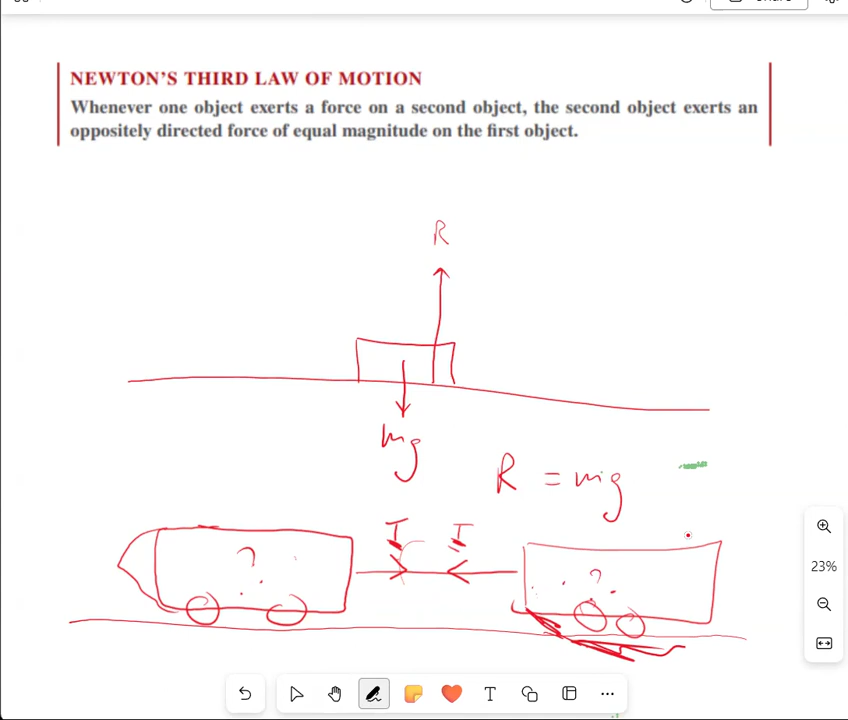 NEWTON'S THIRD LAW OF MOTION
Whenever one object exerts a force on a second object, the second object exerts an
oppositely directed force of equal magnitude on the first object.
R
mg
R = mg
T T
? ?
23%
T